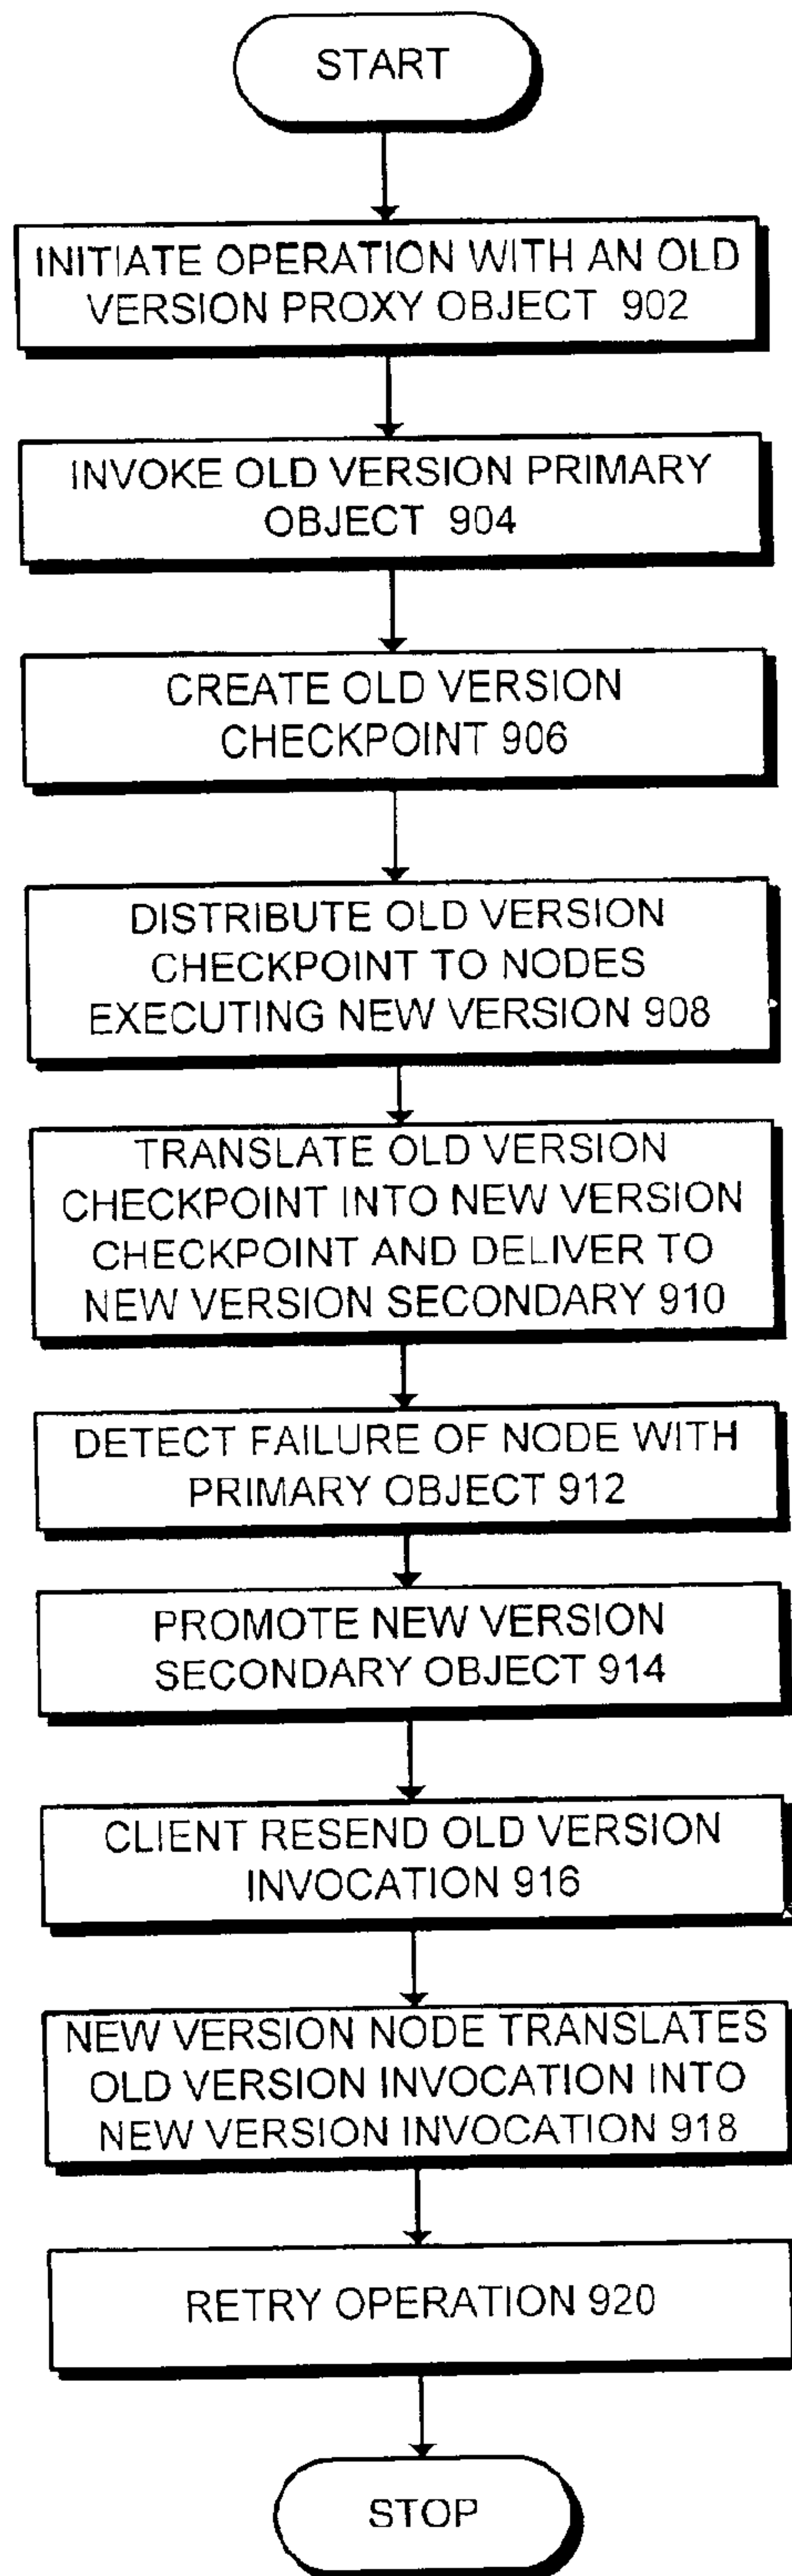 START
INITIATE OPERATION WITH AN OLD
VERSION PROXY OBJECT 902
INVOKE OLD VERSION PRIMARY
OBJECT 904
CREATE OLD VERSION
CHECKPOINT 906
DISTRIBUTE OLD VERSION
CHECKPOINT TO NODES
EXECUTING NEW VERSION 908
TRANSLATE OLD VERSION
CHECKPOINT INTO NEW VERSION
CHECKPOINT AND DELIVER TO
NEW VERSION SECONDARY 910
DETECT FAILURE OF NODE WITH
PRIMARY OBJECT 912
PROMOTE NEW VERSION
SECONDARY OBJECT 914
CLIENT RESEND OLD VERSION
INVOCATION 916
NEW VERSION NODE TRANSLATES
OLD VERSION INVOCATION INTO
NEW VERSION INVOCATION 918
RETRY OPERATION 920
STOP